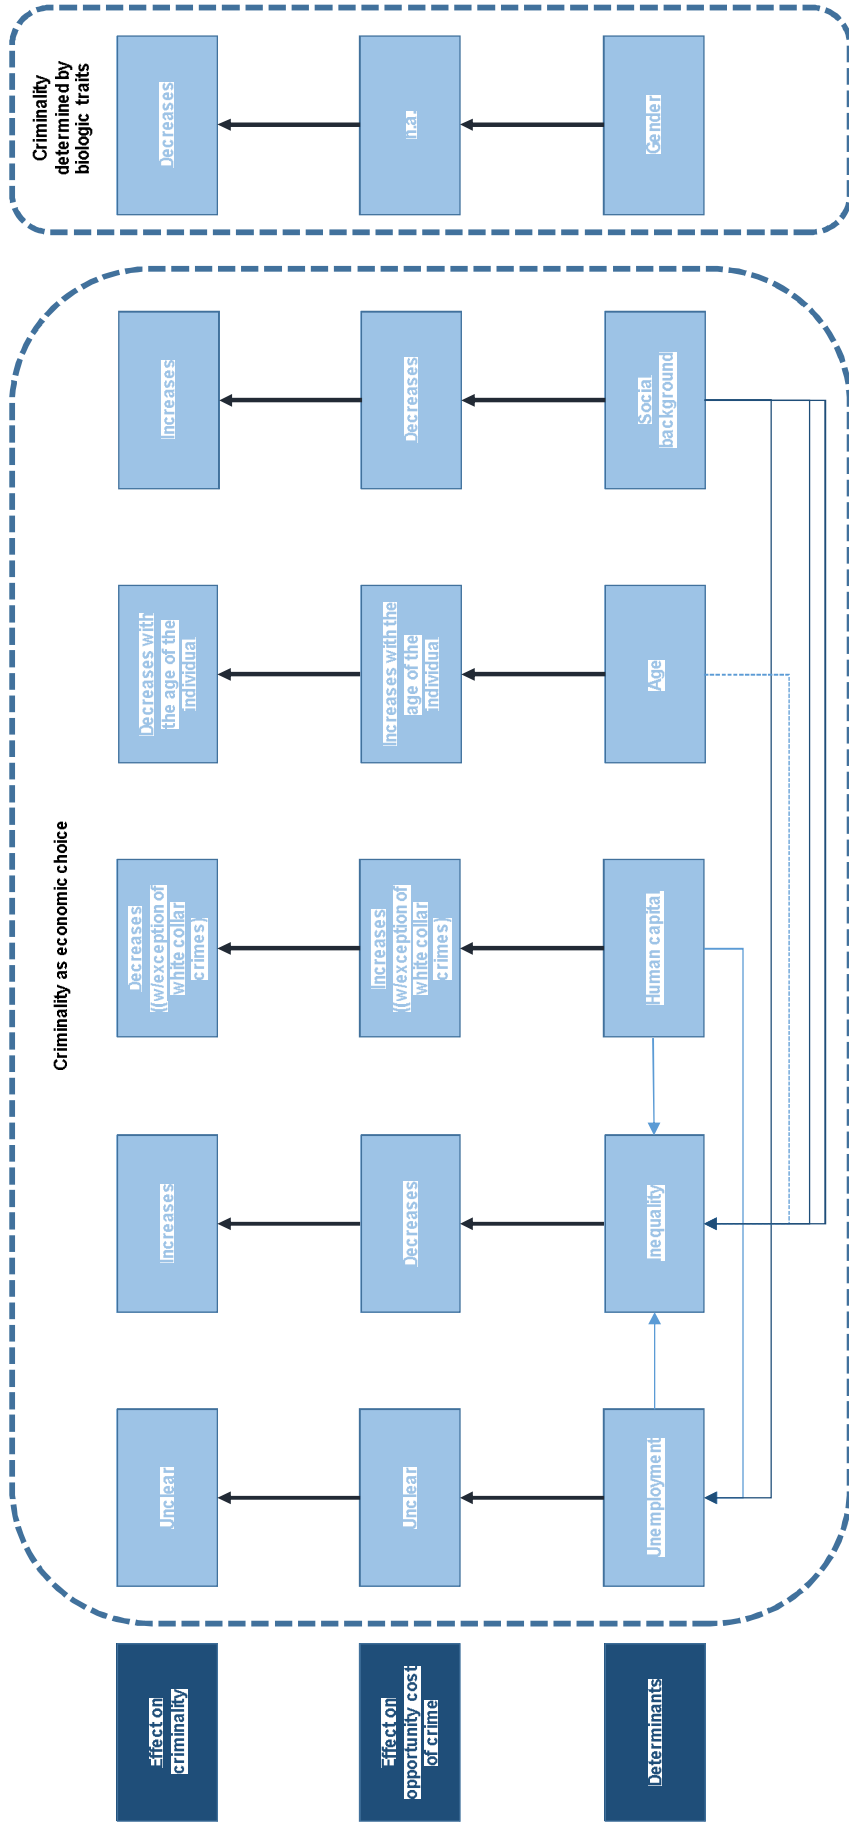 Criminality as economic choice
Criminality
determined by
biologic traits
Effect on
criminality
Unclear
Increases
Decreases
((w/exception of
white collar
crimes)
Decreases with
the age of the
individual
Increases
Decreases
Effect on
opportunity cost
of crime
Unclear
Decreases
Increases
((w/exception of
white collar
crimes)
Increases with the
age of the
individual
Decreases
n.a.
Determinants
Unemployment
Inequality
Human capital
Age
Social
background
Gender